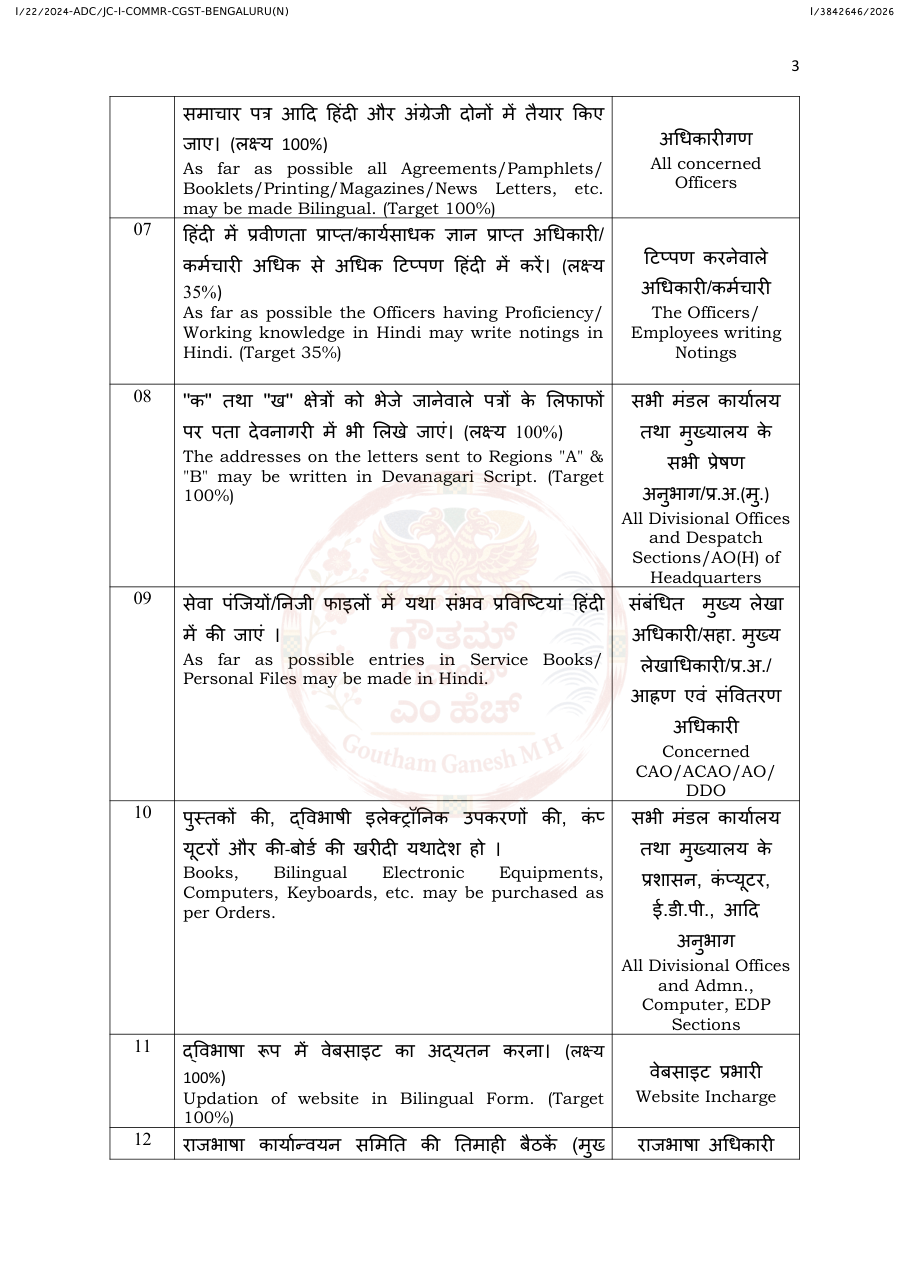 I/22/2024-ADC/JC-I-COMMR-CGST-BENGALURU(N)
I/3842646/2026
3
समाचार पत्र आदि हिंदी और अंग्रेजी दोनों में तैयार किए
जाए। (लक्ष्य 100%)
As far as possible all Agreements/Pamphlets/
Booklets/Printing/Magazines/News Letters, etc.
may be made Bilingual. (Target 100%)
अधिकारीगण
All concerned
Officers
07
हिंदी में प्रवीणता प्राप्त/कार्यसाधक ज्ञान प्राप्त अधिकारी/
कर्मचारी अधिक से अधिक टिप्पण हिंदी में करें। (लक्ष्य
35%)
As far as possible the Officers having Proficiency/
Working knowledge in Hindi may write notings in
Hindi. (Target 35%)
टिप्पण करनेवाले
अधिकारी/कर्मचारी
The Officers/
Employees writing
Notings
08
"क" तथा "ख" क्षेत्रों को भेजे जानेवाले पत्रों के लिफाफों
पर पता देवनागरी में भी लिखे जाएं। (लक्ष्य 100%)
The addresses on the letters sent to Regions "A" &
"B" may be written in Devanagari Script. (Target
100%)
सभी मंडल कार्यालय
तथा मुख्यालय के
सभी प्रेषण
अनुभाग/प्र.अ.(मु.)
All Divisional Offices
and Despatch
Sections/AO(H) of
Headquarters
09
सेवा पंजियों/निजी फाइलों में यथा संभव प्रविष्टियां हिंदी
में की जाएं ।
As far as possible entries in Service Books/
Personal Files may be made in Hindi.
संबंधित मुख्य लेखा
अधिकारी/सहा. मुख्य
लेखाधिकारी/प्र.अ./
आह्रण एवं संवितरण
अधिकारी
Concerned
CAO/ACAO/AO/
DDO
10
पुस्तकों की, द्विभाषी इलेक्ट्रॉनिक उपकरणों की, कंप्
यूटरों और की-बोर्ड की खरीदी यथादेश हो ।
Books, Bilingual Electronic Equipments,
Computers, Keyboards, etc. may be purchased as
per Orders.
सभी मंडल कार्यालय
तथा मुख्यालय के
प्रशासन, कंप्यूटर,
ई.डी.पी., आदि
अनुभाग
All Divisional Offices
and Admn.,
Computer, EDP
Sections
11
द्विभाषा रूप में वेबसाइट का अद्यतन करना। (लक्ष्य
100%)
Updation of website in Bilingual Form. (Target
100%)
वेबसाइट प्रभारी
Website Incharge
12
राजभाषा कार्यान्वयन समिति की तिमाही बैठकें (मुख्
राजभाषा अधिकारी
ಗೌತಮ್
ಗಣೇಶ್
ಎಂ ಹೆಚ್
Goutham Ganesh M H